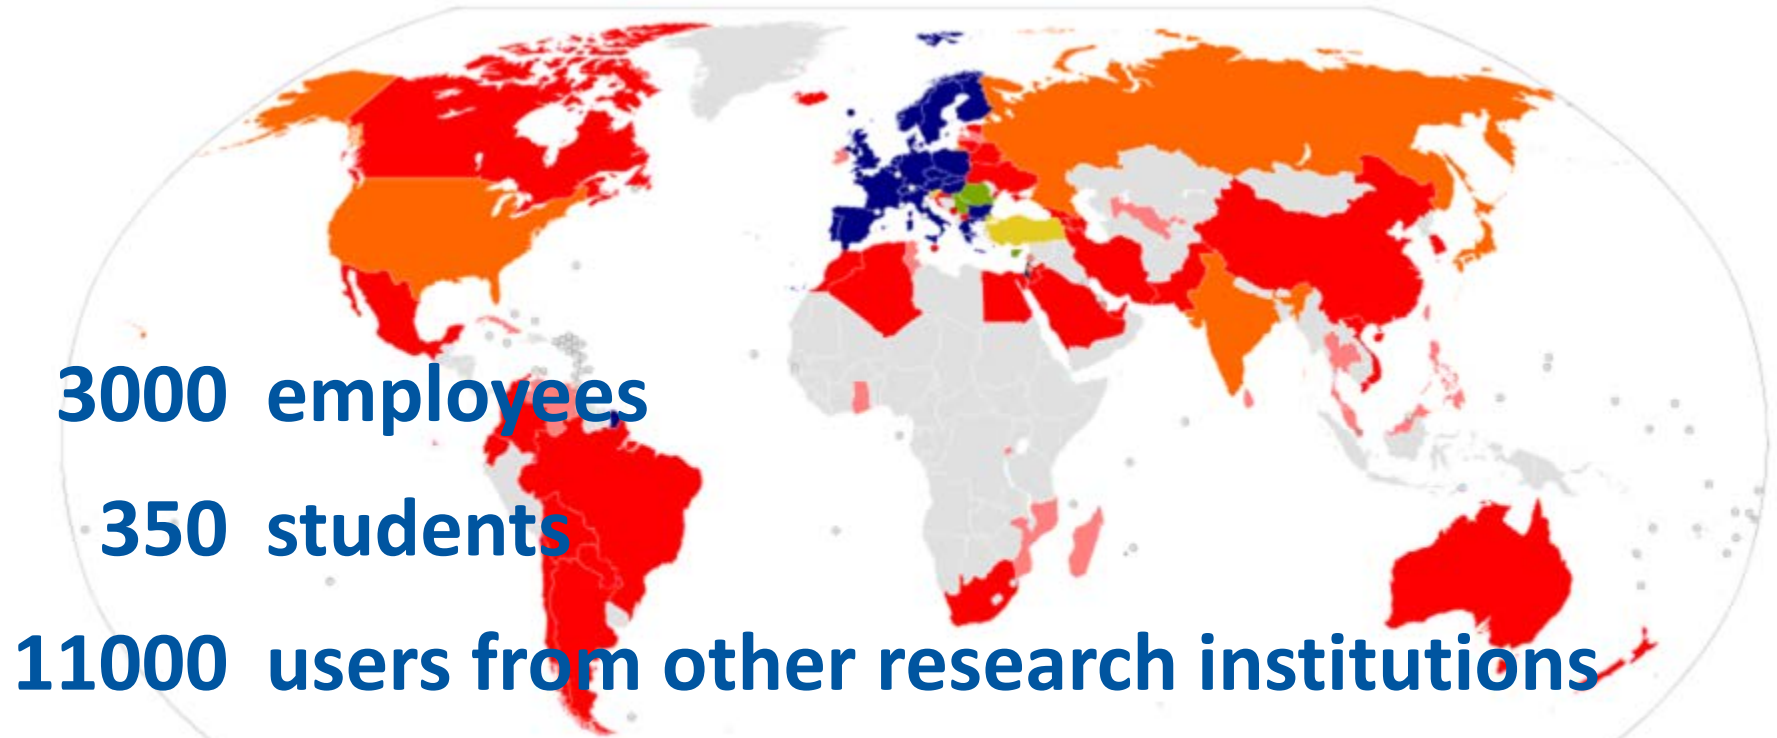 3000 employees
350 students
11000 users from other research institutions